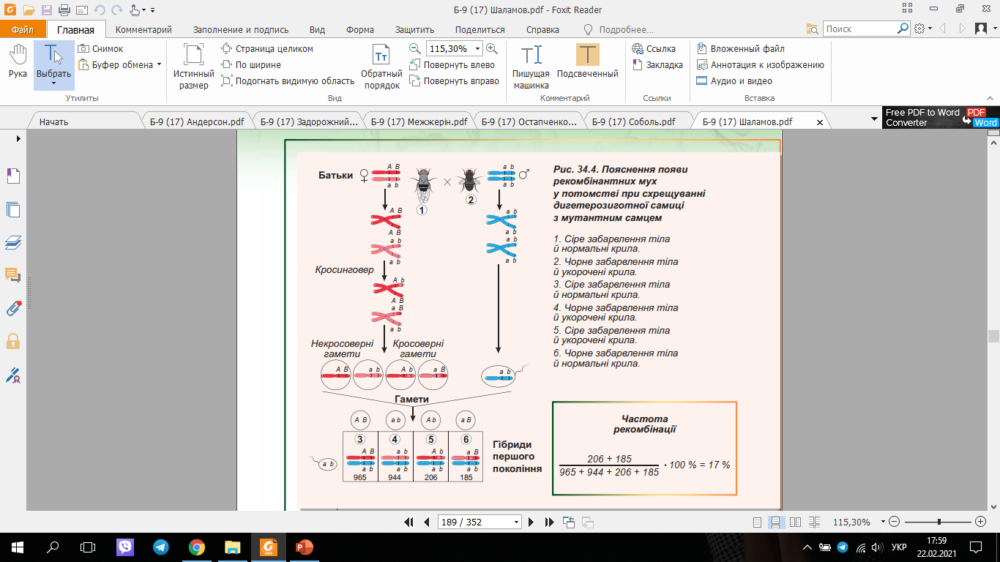 Б-9 (17) Шаламов.pdf - Foxit Reader
Файл
Главная
Комментарий
Заполнение и подпись
Вид
Форма
Защитить
Поделиться
Справка
Подробнее...
Поиск
Рука
Выбрать
Снимок
Буфер обмена
Утилиты
Истинный размер
Страница целиком
По ширине
Подогнать видимую область
Обратный порядок
115,30%
Повернуть влево
Повернуть вправо
Вид
Пишущая машинка
Подсвеченный
Комментарий
Ссылка
Закладка
Ссылки
Вложенный файл
Аннотация к изображению
Аудио и видео
Вставка
Начать
Б-9 (17) Андерсон.pdf
Б-9 (17) Задорожний...
Б-9 (17) Межжерін.pdf
Б-9 (17) Остапченко...
Б-9 (17) Соболь.pdf
Б-9 (17) Шаламов.pdf
Free PDF to Word
Converter
PDF
Word
Батьки ♀
A B
a b
1
×
2
a b
a b
♂
A B
A B
a b
a b
a b
a b
a b
a b
Кросинговер
A b
A B
a B
a b
Некросоверні
гамети
Кросоверні
гамети
A B
a b
A b
a B
a b
Гамети
A B
a b
A b
a B
a b
3
4
5
6
A B
a b
A b
a B
a b
a b
a b
a b
965
944
206
185
Гібриди
першого
покоління
Рис. 34.4. Пояснення появи
рекомбінантних мух
у потомстві при схрещуванні
дигетерозиготної самиці
з мутантним самцем
1. Сіре забарвлення тіла
й нормальні крила.
2. Чорне забарвлення тіла
й укорочені крила.
3. Сіре забарвлення тіла
й нормальні крила.
4. Чорне забарвлення тіла
й укорочені крила.
5. Сіре забарвлення тіла
й укорочені крила.
6. Чорне забарвлення тіла
й нормальні крила.
Частота
рекомбінації
206 + 185
965 + 944 + 206 + 185
· 100 % = 17 %
189 / 352
115,30%
УКР
17:59
22.02.2021